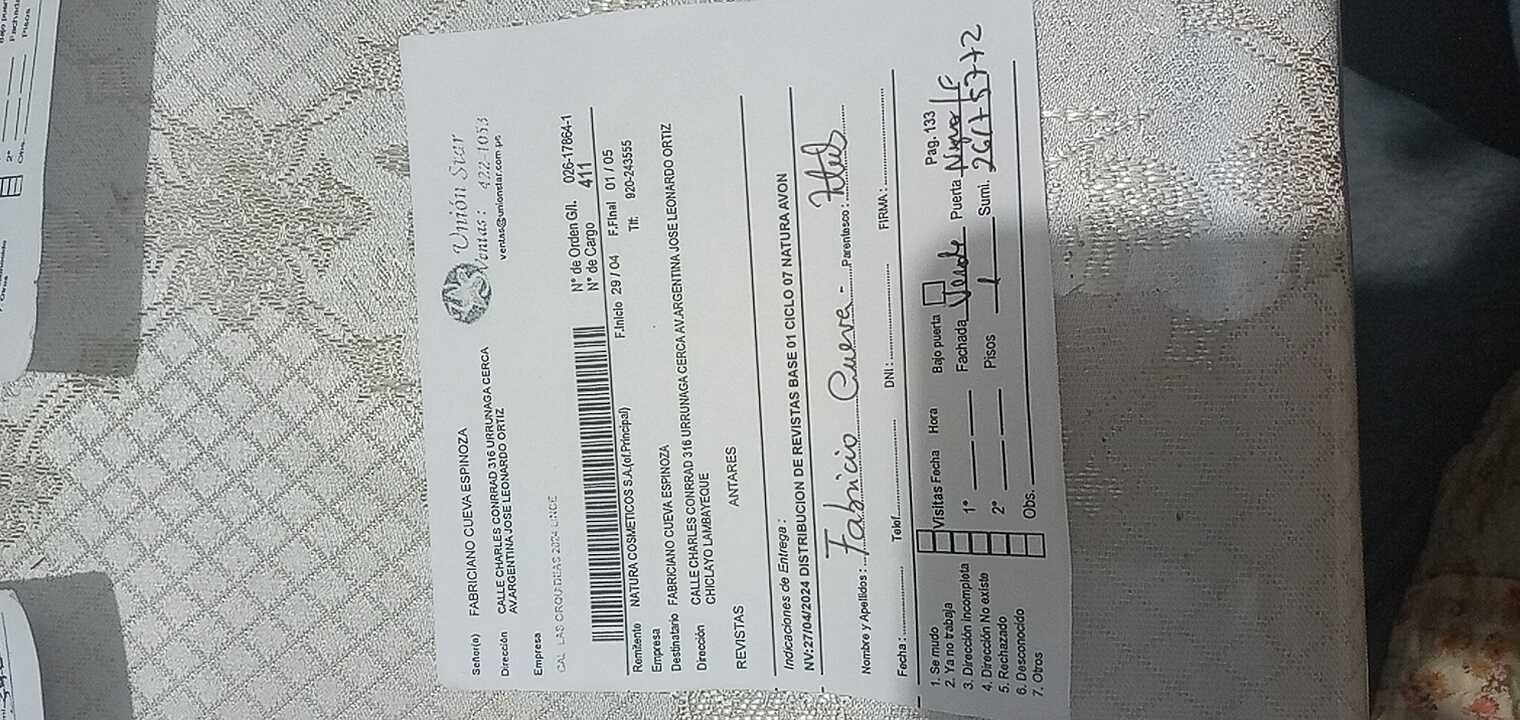 Unión Star
Ventas : 422-1053
ventas@unionstar.com.pe
Señor(a) FABRICIANO CUEVA ESPINOZA
Dirección CALLE CHARLES CONRRAD 316 URRUNAGA CERCA
AV.ARGENTINA JOSE LEONARDO ORTIZ
Empresa
CAL LAS ORQUIDEAS 2024 LINCE
N° de Orden G/I. 026-17864-1
N° de Cargo 411
F.Inicio 29 / 04 F.FInal 01 / 05
Remitente NATURA COSMETICOS S.A.(of.Principal) Tlf: 920-243555
Empresa
Destinatario FABRICIANO CUEVA ESPINOZA
Dirección CALLE CHARLES CONRRAD 316 URRUNAGA CERCA AV.ARGENTINA JOSE LEONARDO ORTIZ
CHICLAYO LAMBAYEQUE
REVISTAS ANTARES
Indicaciones de Entrega :
NV:27/04/2024 DISTRIBUCION DE REVISTAS BASE 01 CICLO 07 NATURA AVON
Nombre y Apellidos : Fabricio Cueva - Parentesco :
Fecha : Telef DNI : FIRMA :
1. Se mudo Visitas Fecha Hora Bajo puerta Pag. 133
2. Ya no trabaja
3. Dirección Incompleta 1° Fachada Verde Puerta
4. Dirección No existe 2° Pisos 1 Sumi.
5. Rechazado
6. Desconocido Obs.
7. Otros